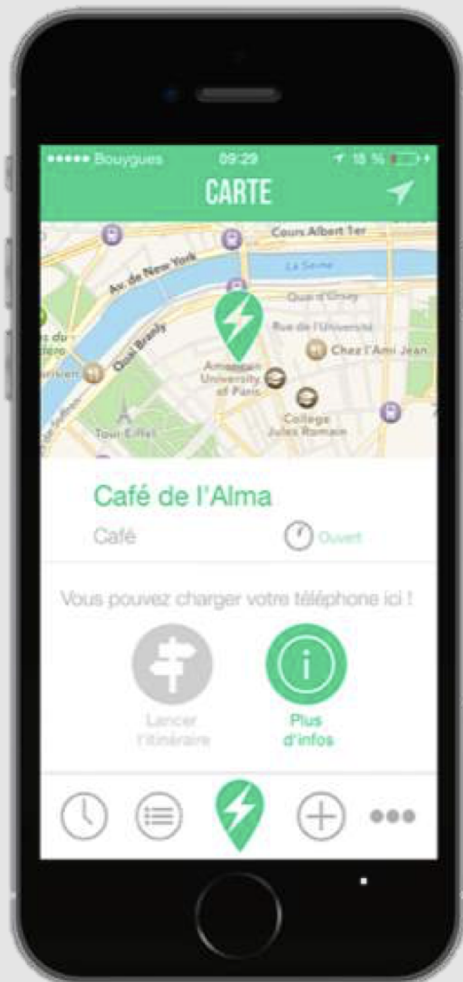 Bouygues 09:29 18 %
CARTE
Cours Albert 1er
La Seine
Av. de New York
Quai d'Orsay
Rue de l'Université
Quai Branly
Chez l'Ami Jean
American
University
of Paris
College
Jules Romain
Tour Eiffel
Café de l'Alma
Café
Ouvert
Vous pouvez charger votre téléphone ici !
i
Lancer
l'itinéraire
Plus
d'infos